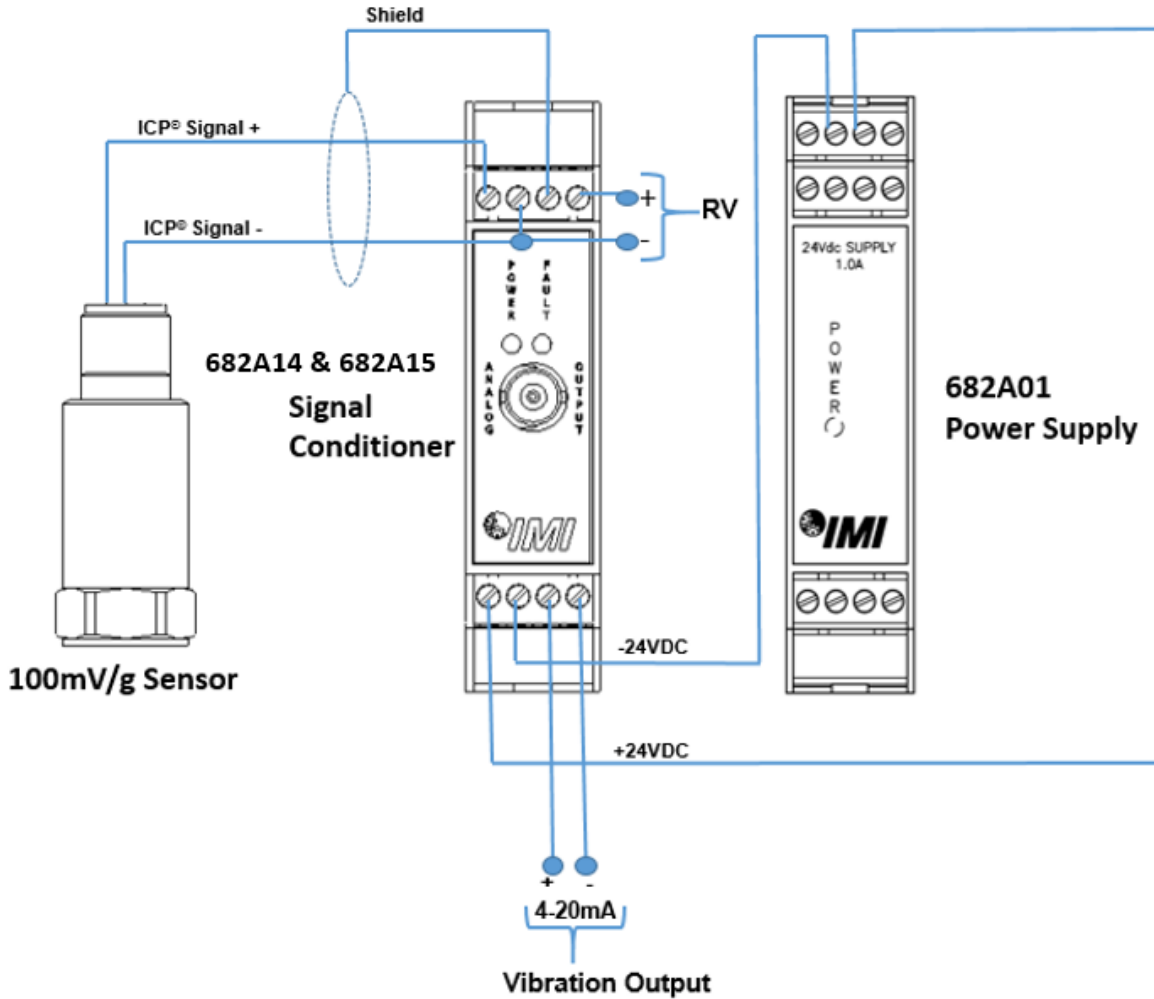 Shield
ICP® Signal +
ICP® Signal -
+
RV
-
24Vdc SUPPLY
1.0A
POWER
FAULT
POWER
682A14 & 682A15
Signal
Conditioner
ANALOG
OUTPUT
682A01
Power Supply
IMI
IMI
100mV/g Sensor
-24VDC
+24VDC
+ -
4-20mA
Vibration Output